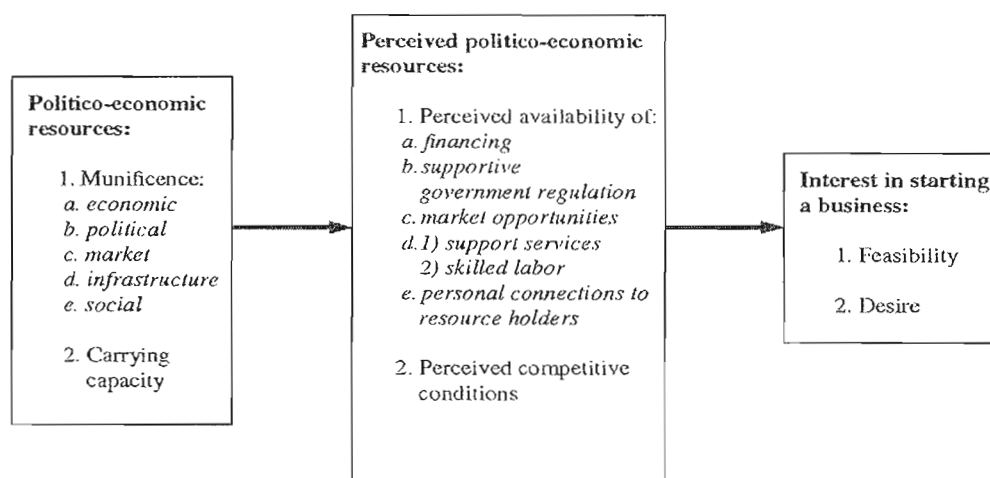 Politico-economic
resources:
1. Munificence:
a. economic
b. political
c. market
d. infrastructure
e. social
2. Carrying
capacity
Perceived politico-economic
resources:
1. Perceived availability of:
a. financing
b. supportive
government regulation
c. market opportunities
d. 1) support services
2) skilled labor
e. personal connections to
resource holders
2. Perceived competitive
conditions
Interest in starting
a business:
1. Feasibility
2. Desire